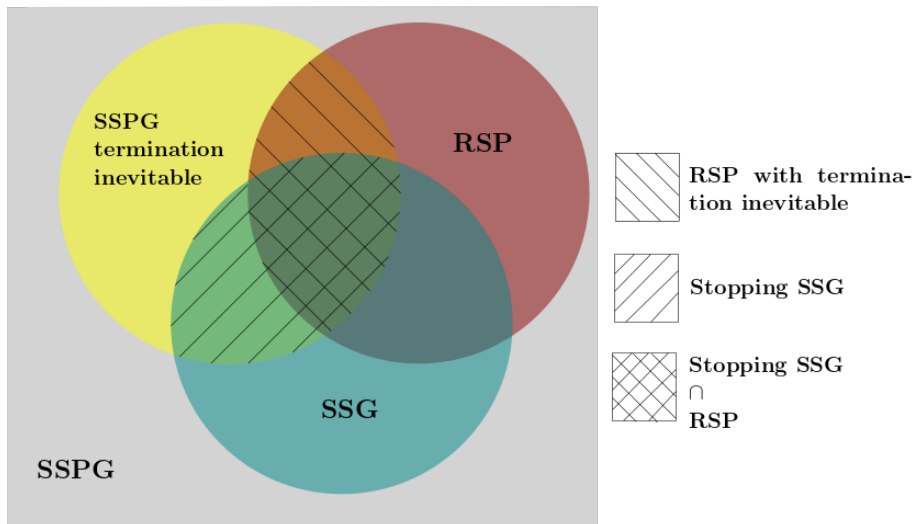 SSPG
termination
inevitable
RSP
SSG
SSPG
RSP with termina-
tion inevitable
Stopping SSG
Stopping SSG
∩
RSP